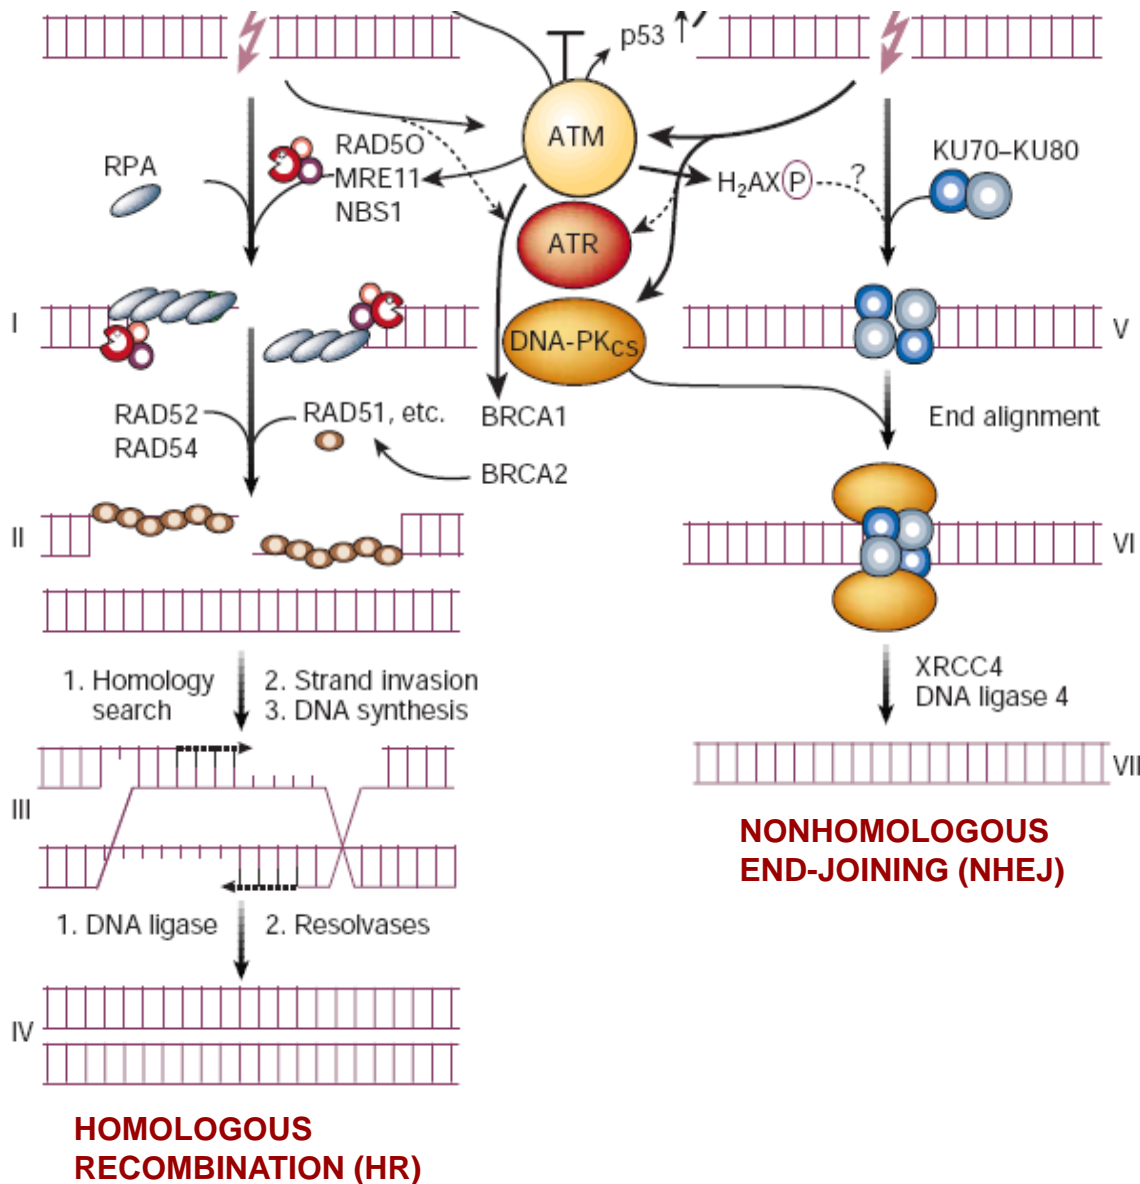 p53 ↑
ATM
RPA
RAD50
MRE11
NBS1
H₂AX P
?
KU70–KU80
ATR
I
DNA-PKCS
V
RAD52
RAD54
RAD51, etc.
BRCA1
End alignment
BRCA2
II
VI
1. Homology
search
2. Strand invasion
3. DNA synthesis
XRCC4
DNA ligase 4
III
VII
NONHOMOLOGOUS
END-JOINING (NHEJ)
1. DNA ligase
2. Resolvases
IV
HOMOLOGOUS
RECOMBINATION (HR)